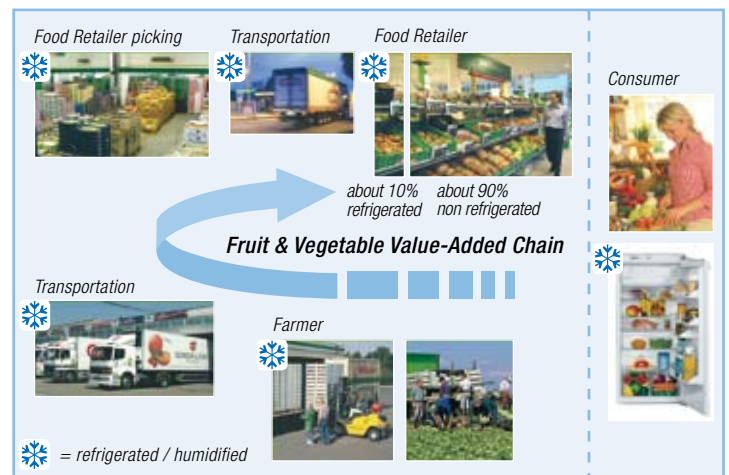 Food Retailer picking
Transportation
Food Retailer
Consumer
about 10%
refrigerated
about 90%
non refrigerated
Fruit & Vegetable Value-Added Chain
Transportation
Farmer
= refrigerated / humidified